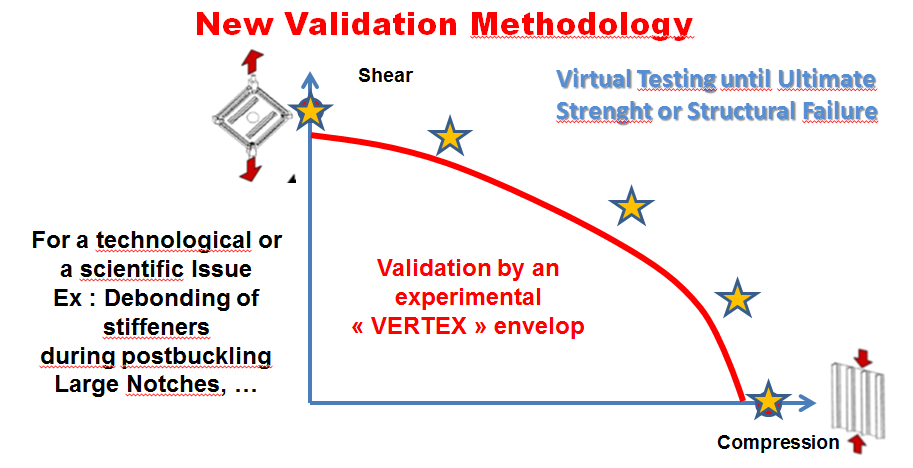 New Validation Methodology
Shear
Virtual Testing until Ultimate
Strenght or Structural Failure
For a technological or
a scientific Issue
Ex : Debonding of
stiffeners
during postbuckling
Large Notches, …
Validation by an
experimental
« VERTEX » envelop
Compression